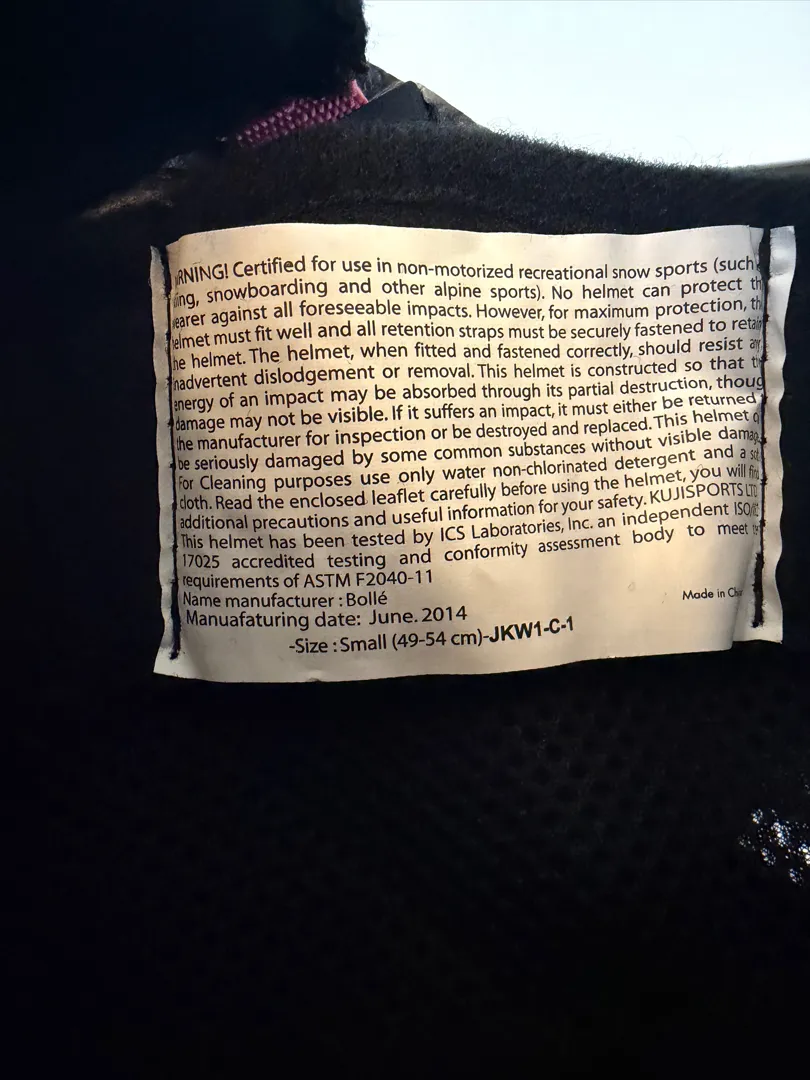 RNING! Certified for use in non-motorized recreational snow sports (such
ing, snowboarding and other alpine sports). No helmet can protect th
earer against all foreseeable impacts. However, for maximum protection, th
elmet must fit well and all retention straps must be securely fastened to retai
he helmet. The helmet, when fitted and fastened correctly, should resist any
inadvertent dislodgement or removal. This helmet is constructed so that t
energy of an impact may be absorbed through its partial destruction, thoug
damage may not be visible. If it suffers an impact, it must either be returned
the manufacturer for inspection or be destroyed and replaced. This helmet
be seriously damaged by some common substances without visible damag
For Cleaning purposes use only water non-chlorinated detergent and a so
cloth. Read the enclosed leaflet carefully before using the helmet, you will fin
additional precautions and useful information for your safety. KUJISPORTS LTD
This helmet has been tested by ICS Laboratories, Inc. an independent ISO/
17025 accredited testing and conformity assessment body to meet
requirements of ASTM F2040-11
Name manufacturer : Bollé
Made in Ch
Manuafaturing date: June. 2014
-Size : Small (49-54 cm)-JKW1-C-1